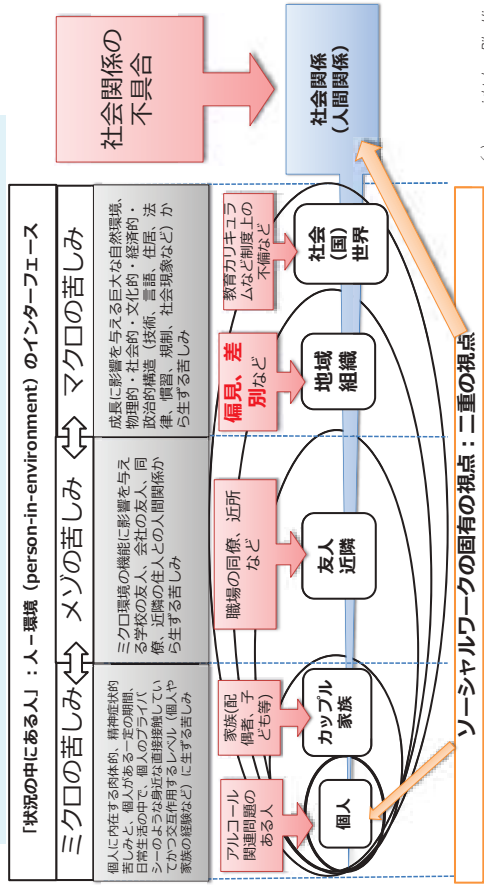 「状況の中にある人」：人－環境（person-in-environment）のインターフェース
ミクロの苦しみ
メゾの苦しみ
マクロの苦しみ
個人に内在する肉体的、精神症状的
苦しみと、個人がある一定の期間、
日常生活の中で、個人のプライバ
シーのような身近な直接接触してい
てかつ交互作用するレベル（個人や
家族の経験など）に生ずる苦しみ
ミクロ環境の機能に影響を与え
る学校の友人、会社の友人、同
僚、近隣の住人との人間関係か
ら生ずる苦しみ
成長に影響を与える巨大な自然環境、
物理的・社会的・文化的・経済的・
政治的構造（技術、言語、住居、法
律、慣習、規制、社会現象など）か
ら生ずる苦しみ
アルコール
関連問題の
ある人
家族(配
偶者、子
ども等)
職場の同僚、近所
など
偏見、差
別など
教育カリキュラ
ムなど制度上の
不備など
社会関係の
不具合
個人
カップル
家族
友人
近隣
地域
組織
社会
(国)
世界
社会関係
(人間関係)
ソーシャルワークの固有の視点：二重の視点